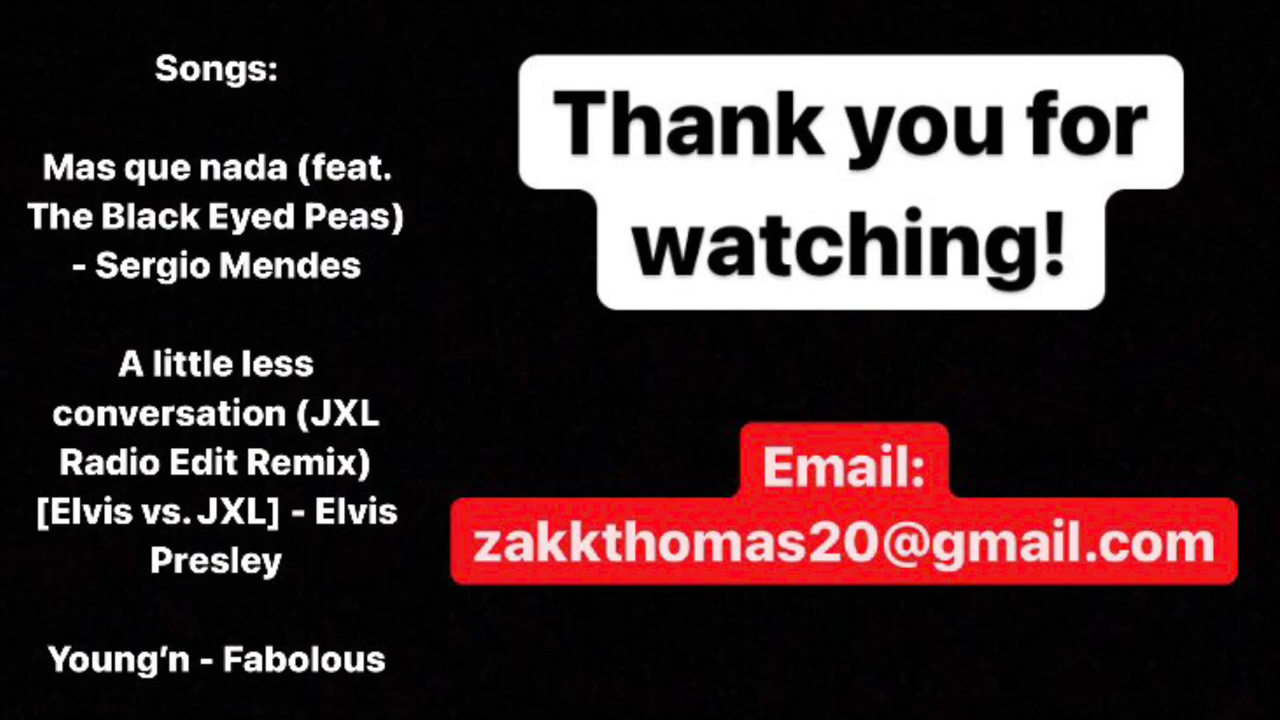 Songs:
Mas que nada (feat.
The Black Eyed Peas)
- Sergio Mendes
A little less
conversation (JXL
Radio Edit Remix)
[Elvis vs. JXL] - Elvis
Presley
Young’n - Fabolous
Thank you for
watching!
Email:
zakkthomas20@gmail.com